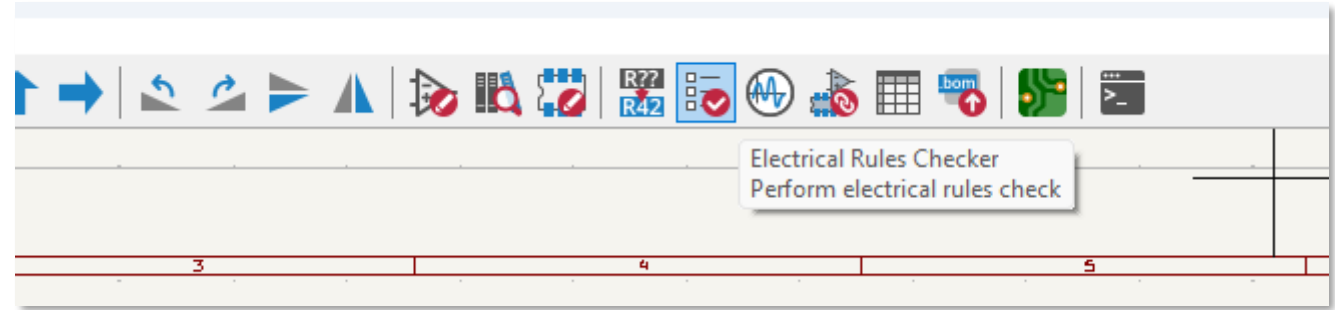 R??
R42
.bom
>_
Electrical Rules Checker
Perform electrical rules check
3
4
5